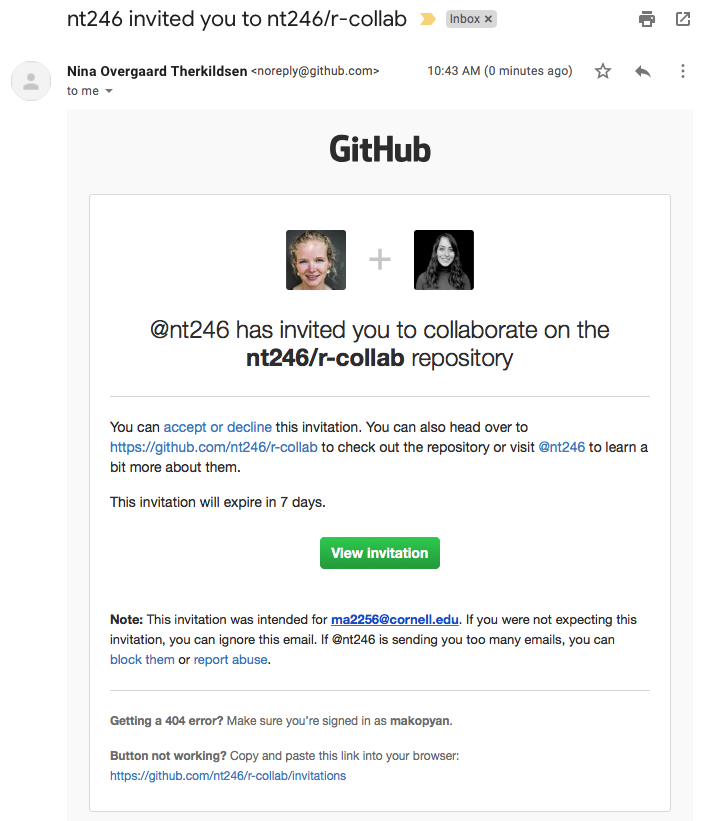 nt246 invited you to nt246/r-collab Inbox ×
Nina Overgaard Therkildsen <noreply@github.com> 10:43 AM (0 minutes ago)
to me
GitHub
+
@nt246 has invited you to collaborate on the
nt246/r-collab repository
You can accept or decline this invitation. You can also head over to
https://github.com/nt246/r-collab to check out the repository or visit @nt246 to learn a
bit more about them.
This invitation will expire in 7 days.
View invitation
Note: This invitation was intended for ma2256@cornell.edu. If you were not expecting this
invitation, you can ignore this email. If @nt246 is sending you too many emails, you can
block them or report abuse.
Getting a 404 error? Make sure you're signed in as makopyan.
Button not working? Copy and paste this link into your browser:
https://github.com/nt246/r-collab/invitations